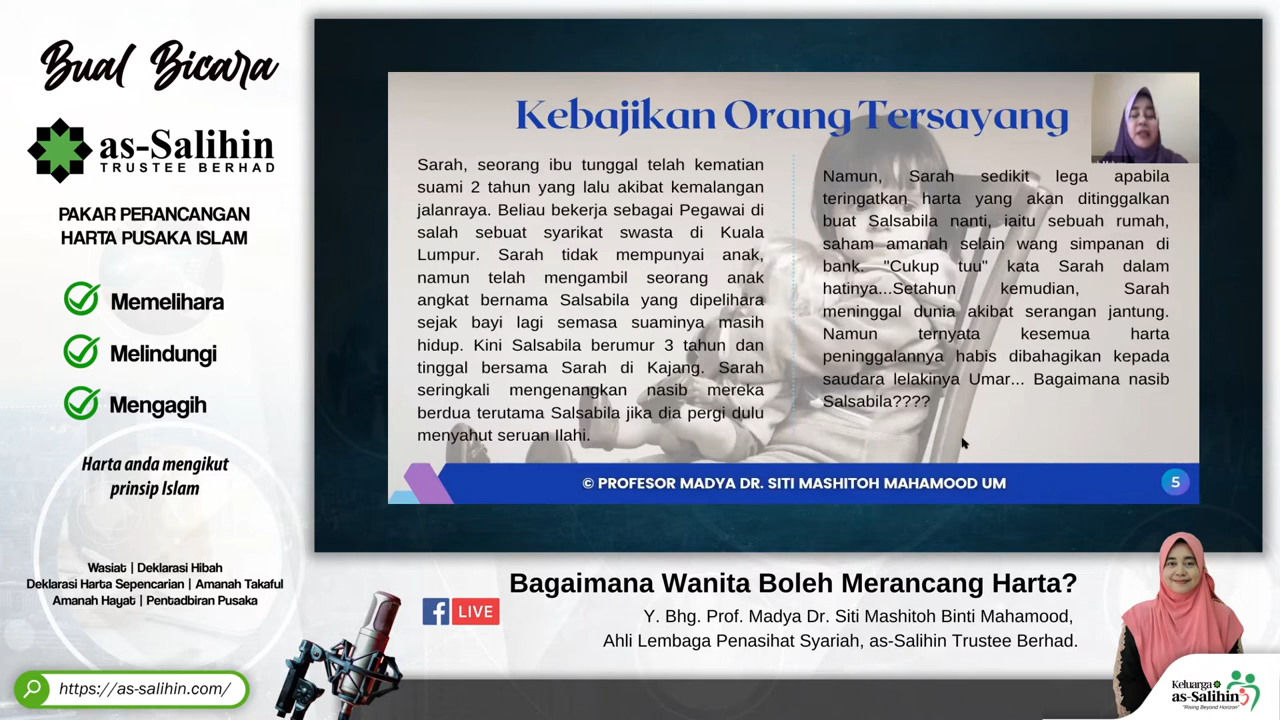 Bual Bicara
as-Salihin
TRUSTEE BERHAD
PAKAR PERANCANGAN
HARTA PUSAKA ISLAM
Memelihara
Melindungi
Mengagih
Harta anda mengikut
prinsip Islam
Wasiat | Deklarasi Hibah
Deklarasi Harta Sepencarian | Amanah Takaful
Amanah Hayat | Pentadbiran Pusaka
https://as-salihin.com/
Kebajikan Orang Tersayang
Sarah, seorang ibu tunggal telah kematian
suami 2 tahun yang lalu akibat kemalangan
jalanraya. Beliau bekerja sebagai Pegawai di
salah sebuah syarikat swasta di Kuala
Lumpur. Sarah tidak mempunyai anak,
namun telah mengambil seorang anak
angkat bernama Salsabila yang dipelihara
sejak bayi lagi semasa suaminya masih
hidup. Kini Salsabila berumur 3 tahun dan
tinggal bersama Sarah di Kajang. Sarah
seringkali mengenangkan nasib mereka
berdua terutama Salsabila jika dia pergi dulu
menyahut seruan Ilahi.
Namun, Sarah sedikit lega apabila
teringatkan harta yang akan ditinggalkan
buat Salsabila nanti, iaitu sebuah rumah,
saham amanah selain wang simpanan di
bank. "Cukup tuu" kata Sarah dalam
hatinya...Setahun kemudian, Sarah
meninggal dunia akibat serangan jantung.
Namun ternyata kesemua harta
peninggalannya habis dibahagikan kepada
saudara lelakinya Umar... Bagaimana nasib
Salsabila????
© PROFESOR MADYA DR. SITI MASHITOH MAHAMOOD UM
5
LIVE
Bagaimana Wanita Boleh Merancang Harta?
Y. Bhg. Prof. Madya Dr. Siti Mashitoh Binti Mahamood,
Ahli Lembaga Penasihat Syariah, as-Salihin Trustee Berhad.
Keluarga
as-Salihin
"Rising Beyond Horizon"